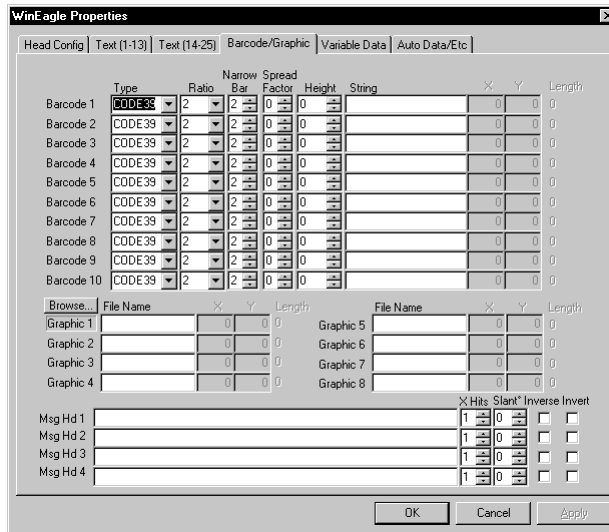 WinEagle Properties
Head Config Text (1-13) Text (14-25) Barcode/Graphic Variable Data Auto Data/Etc
Narrow Spread
Type Ratio Bar Factor Height String X Y Length
Barcode 1 CODE39 2 2 0 0 0 0 0
Barcode 2 CODE39 2 2 0 0 0 0 0
Barcode 3 CODE39 2 2 0 0 0 0 0
Barcode 4 CODE39 2 2 0 0 0 0 0
Barcode 5 CODE39 2 2 0 0 0 0 0
Barcode 6 CODE39 2 2 0 0 0 0 0
Barcode 7 CODE39 2 2 0 0 0 0 0
Barcode 8 CODE39 2 2 0 0 0 0 0
Barcode 9 CODE39 2 2 0 0 0 0 0
Barcode 10 CODE39 2 2 0 0 0 0 0
Browse... File Name X Y Length File Name X Y Length
Graphic 1 0 0 0 Graphic 5 0 0 0
Graphic 2 0 0 0 Graphic 6 0 0 0
Graphic 3 0 0 0 Graphic 7 0 0 0
Graphic 4 0 0 0 Graphic 8 0 0 0
X Hits Slant° Inverse Invert
Msg Hd 1 1 0
Msg Hd 2 1 0
Msg Hd 3 1 0
Msg Hd 4 1 0
OK Cancel Apply